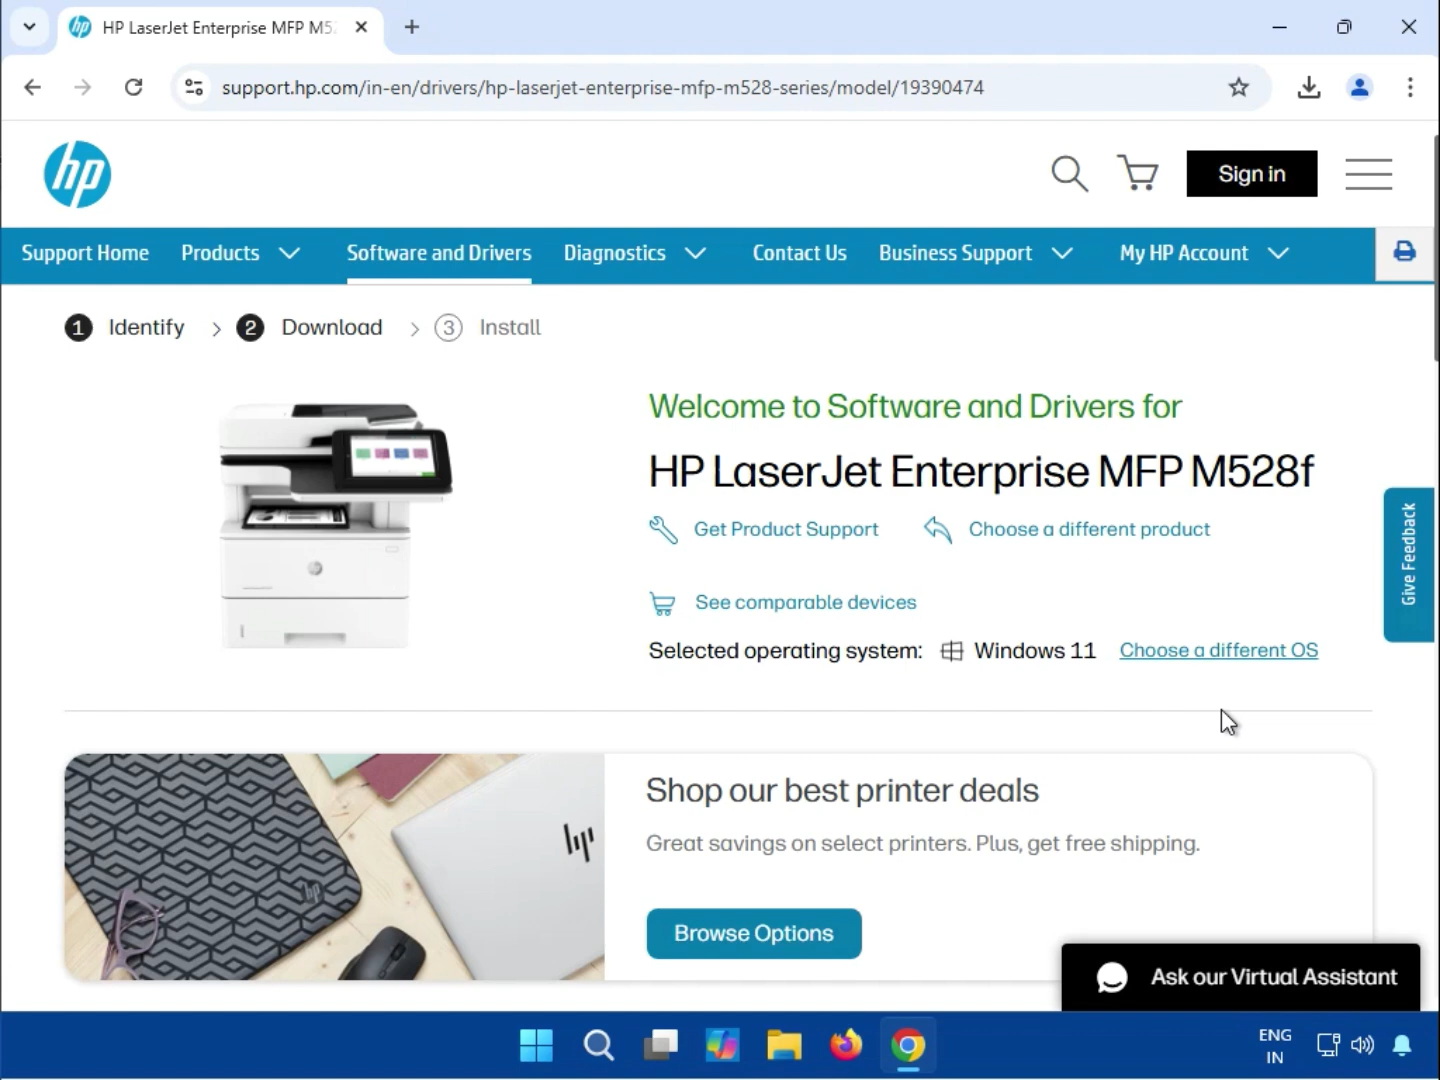 HP LaserJet Enterprise MFP M52
support.hp.com/in-en/drivers/hp-laserjet-enterprise-mfp-m528-series/model/19390474
hp
Sign in
Support Home Products Software and Drivers Diagnostics Contact Us Business Support My HP Account
1 Identify 2 Download 3 Install
Welcome to Software and Drivers for
HP LaserJet Enterprise MFP M528f
Get Product Support Choose a different product
See comparable devices
Selected operating system: Windows 11 Choose a different OS
Give Feedback
Shop our best printer deals
Great savings on select printers. Plus, get free shipping.
Browse Options
Ask our Virtual Assistant
ENG
IN